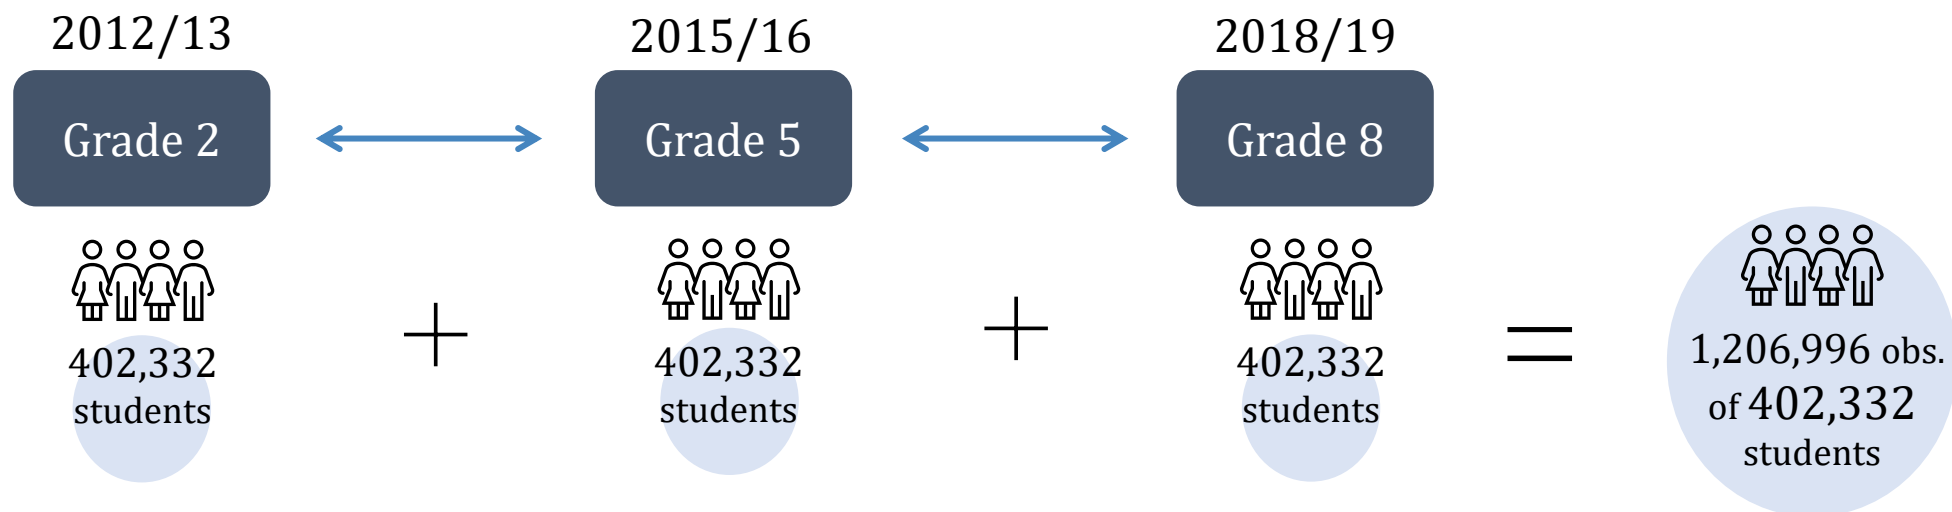 2012/13
2015/16
2018/19
Grade 2
Grade 5
Grade 8
402,332
students
+
402,332
students
+
402,332
students
=
1,206,996 obs.
of 402,332
students